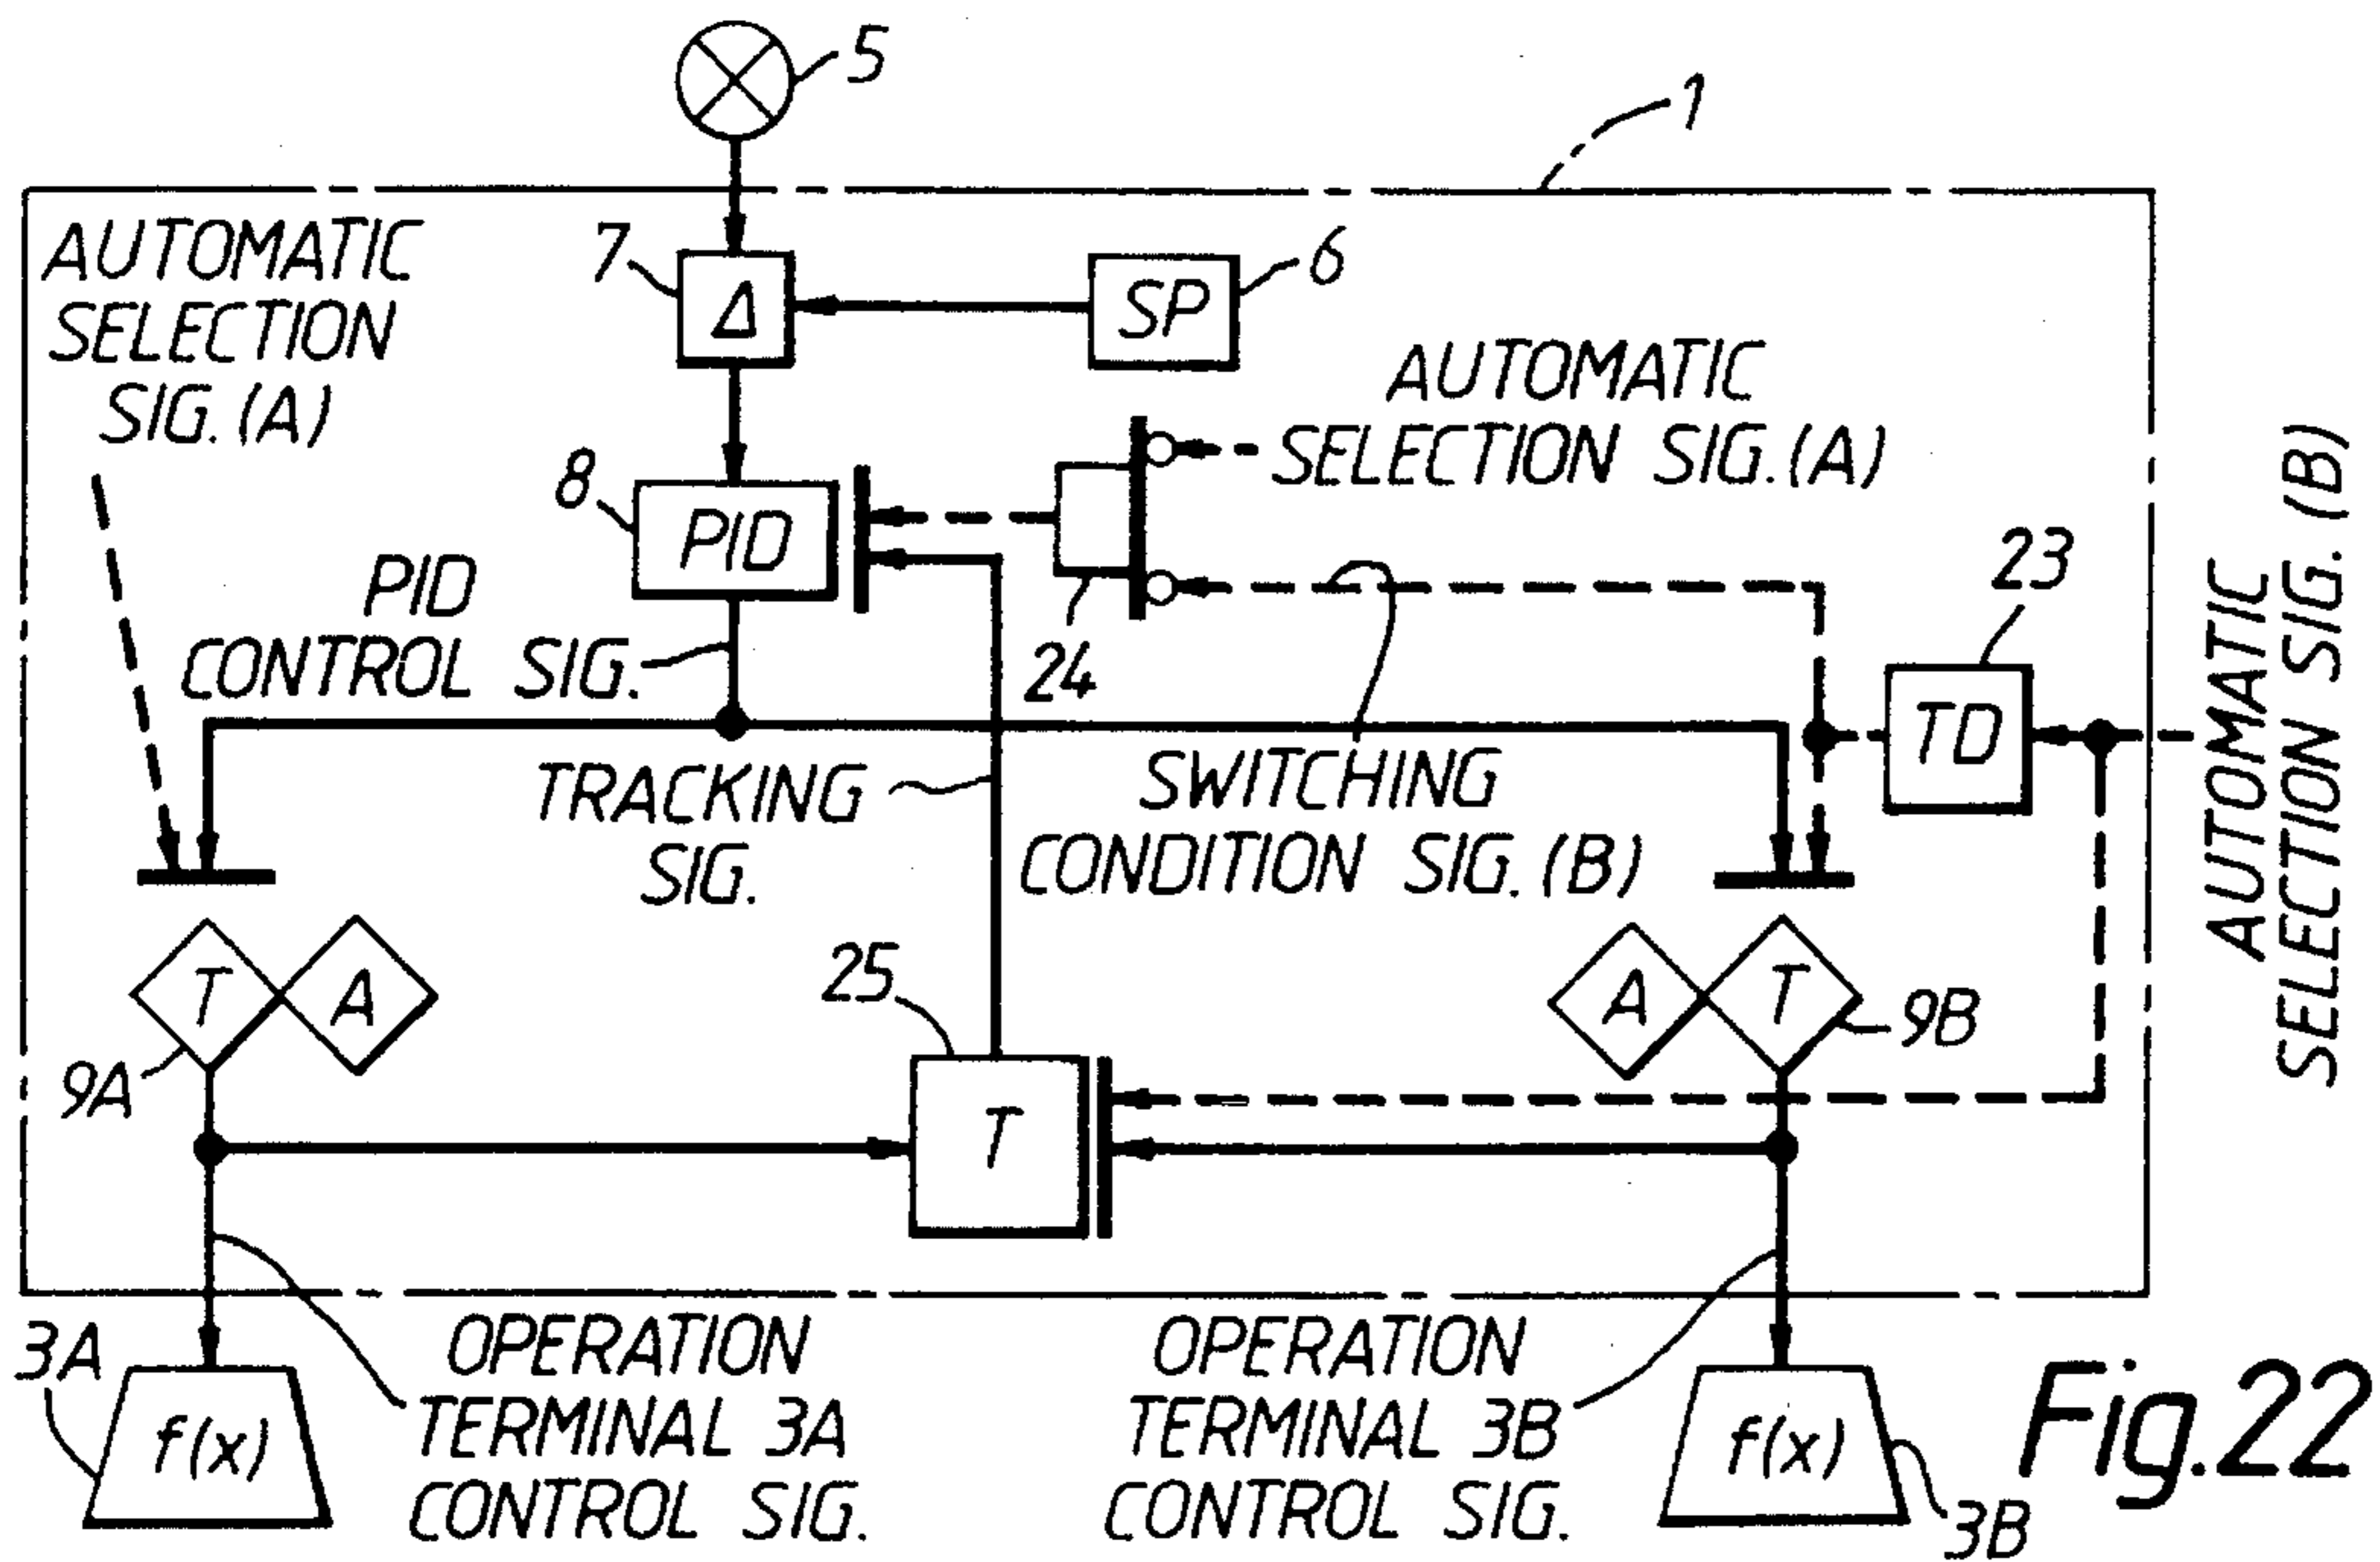 5
1
AUTOMATIC
SELECTION
SIG. (A)
7
Δ
SP
6
AUTOMATIC
SELECTION SIG. (A)
8
PID
24
23
TD
AUTOMATIC
SELECTION SIG. (B)
PID
CONTROL SIG.
TRACKING
SIG.
SWITCHING
CONDITION SIG. (B)
T
A
9A
25
T
A
T
9B
3A
f(x)
OPERATION
TERMINAL 3A
CONTROL SIG.
OPERATION
TERMINAL 3B
CONTROL SIG.
f(x)
3B
Fig.22